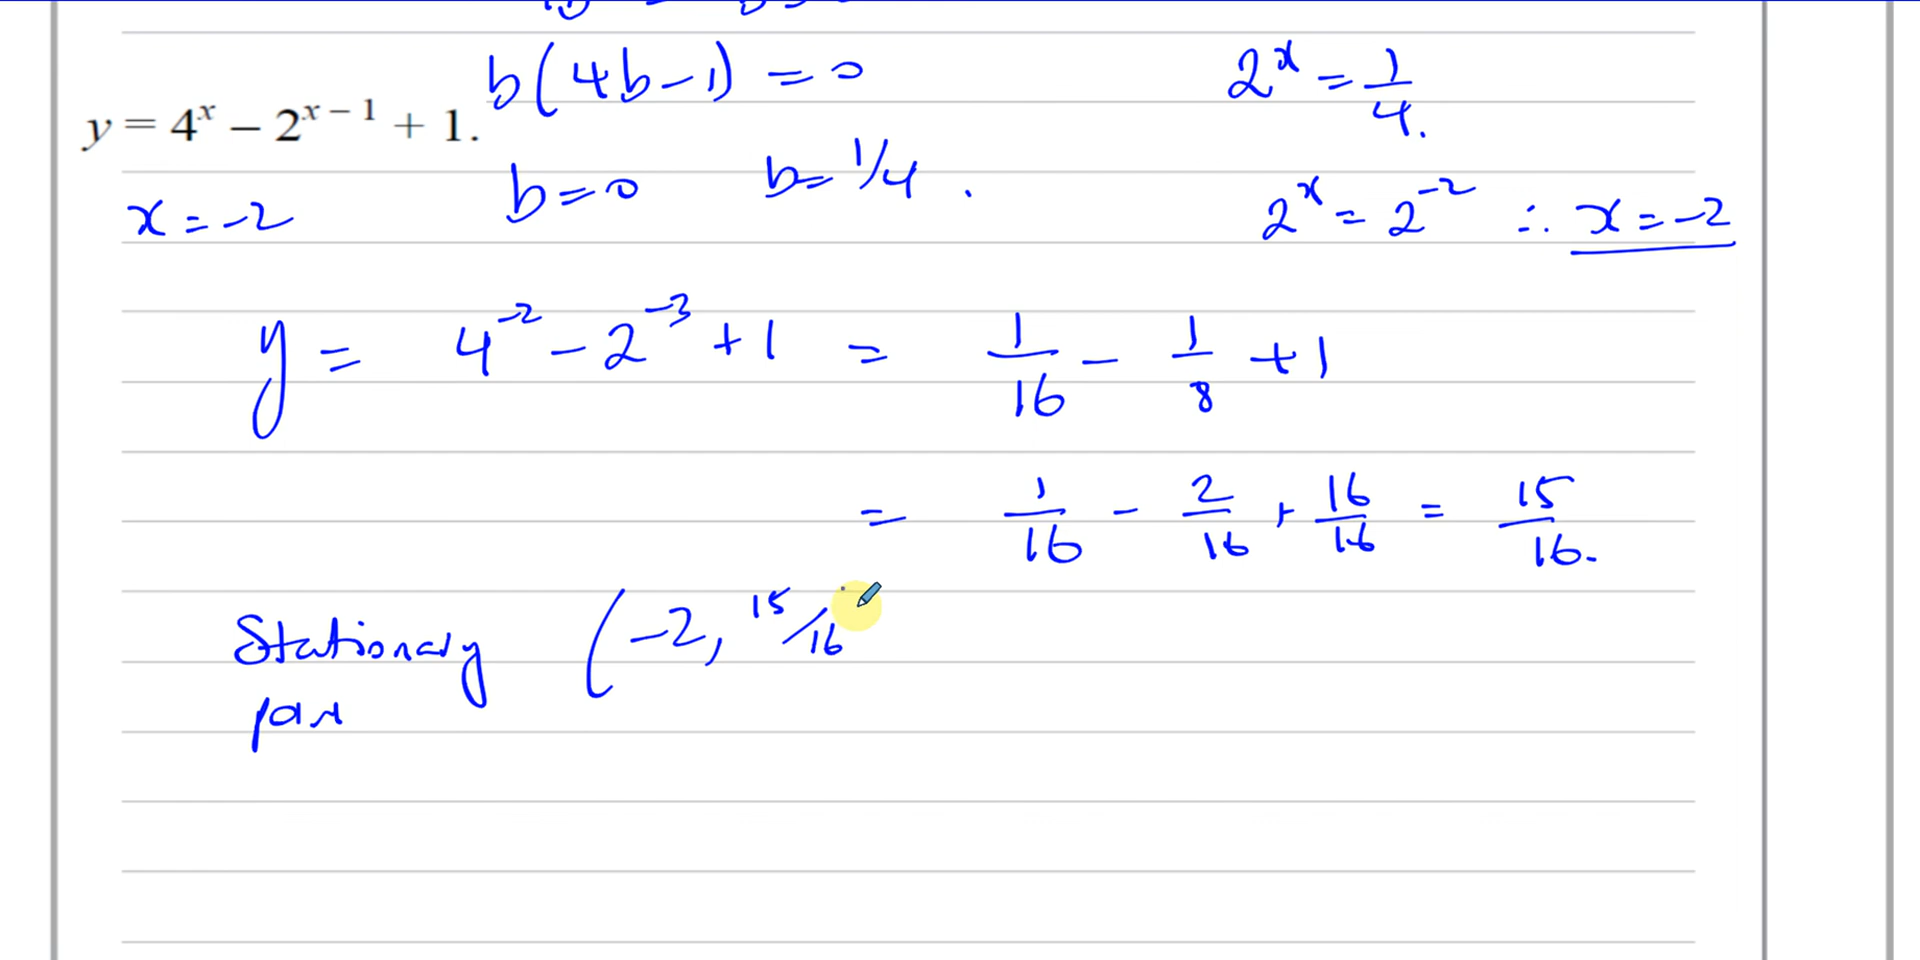 b(4b-1) = 0
2^x = 1/4.
y = 4^x − 2^(x − 1) + 1.
b=0 b= 1/4 .
x = -2
2^x = 2^-2 ∴ x = -2
y = 4^-2 - 2^-3 + 1 = 1/16 - 1/8 + 1
= 1/16 - 2/16 + 16/16 = 15/16.
Stationary (-2, 15/16